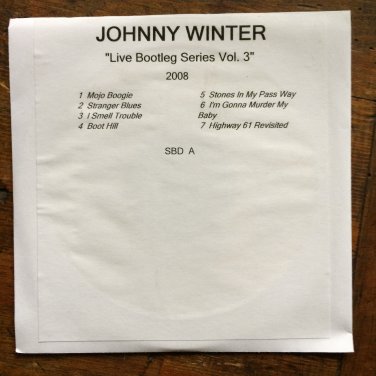 JOHNNY WINTER
"Live Bootleg Series Vol. 3"
2008
1 Mojo Boogie
2 Stranger Blues
3 I Smell Trouble
4 Boot Hill
5 Stones In My Pass Way
6 I'm Gonna Murder My
Baby
7 Highway 61 Revisited
SBD A